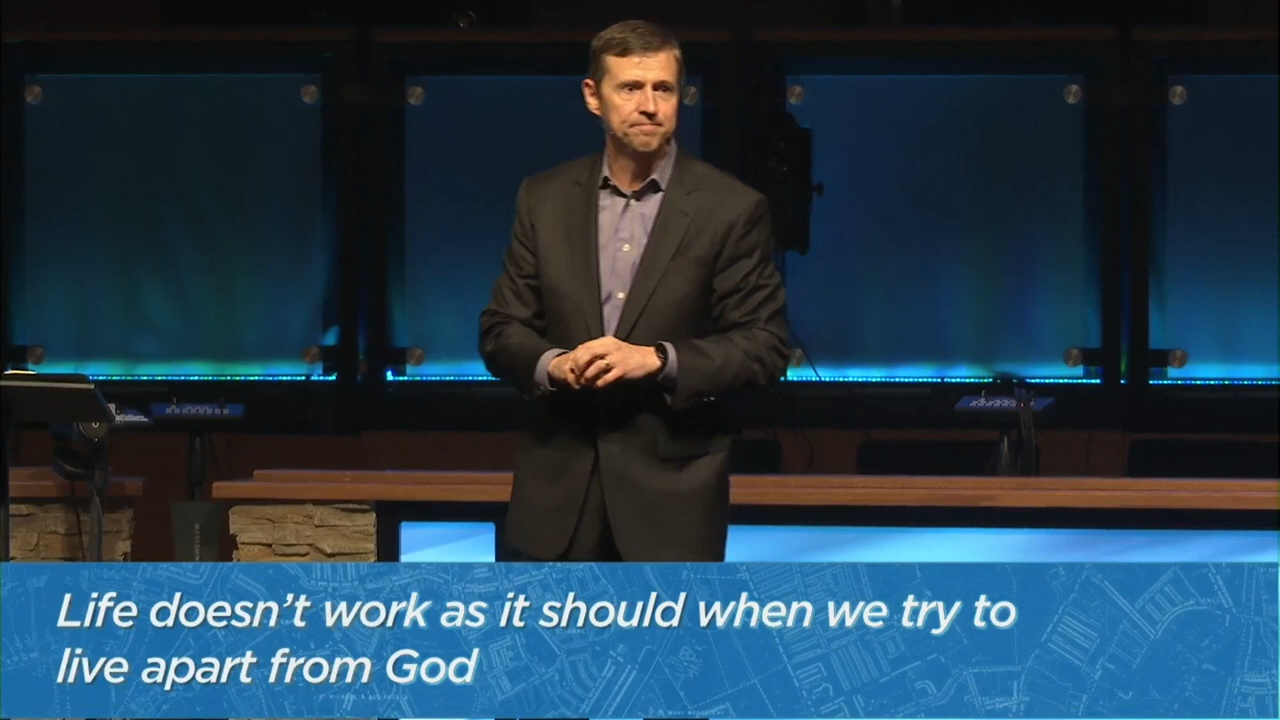 Life doesn't work as it should when we try to
live apart from God